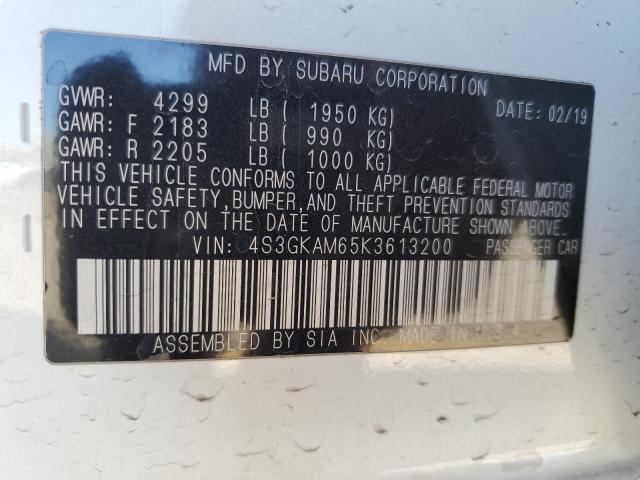 MFD BY SUBARU CORPORATION
GVWR: 4299 LB ( 1950 KG) DATE: 02/19
GAWR: F 2183 LB ( 990 KG)
GAWR: R 2205 LB ( 1000 KG)
THIS VEHICLE CONFORMS TO ALL APPLICABLE FEDERAL MOTOR
VEHICLE SAFETY, BUMPER, AND THEFT PREVENTION STANDARDS
IN EFFECT ON THE DATE OF MANUFACTURE SHOWN ABOVE.
VIN: 4S3GKAM65K3613200 PASSENGER CAR
ASSEMBLED BY SIA INC. MADE IN U.S.A.